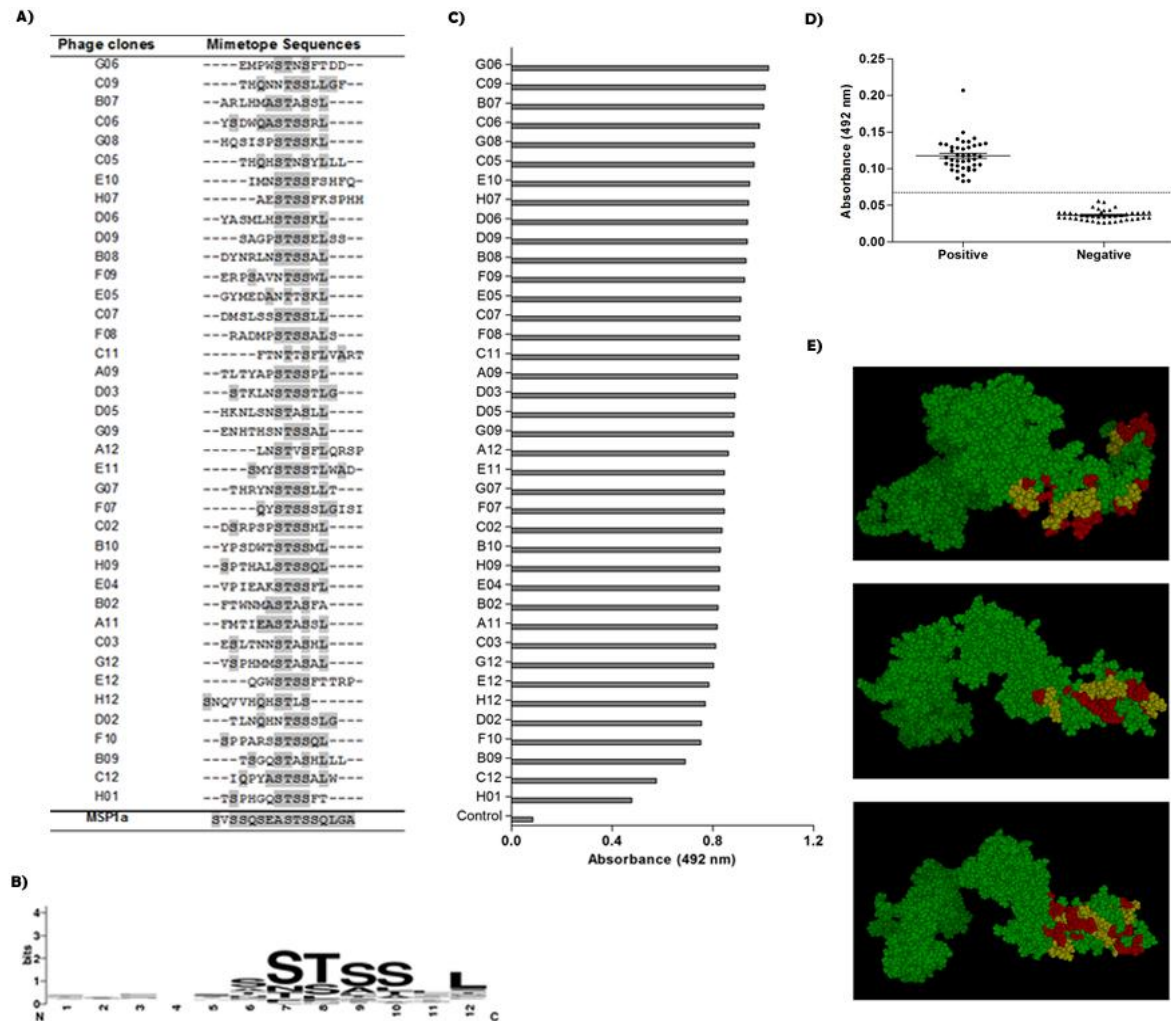 A)
Phage clones Mimetope Sequences
G06 ----EMPWSTNSFTDD--
C09 ----THQNNTSSLLGF--
B07 --ARLHMASTASSL----
C06 --YSDWQASTSSRL----
G08 --HQSISPSTSSKL----
C05 ----THQHSTNSYLLL--
E10 -----IMNSTSSFSHFQ-
H07 ------AESTSSFKSPHH
D06 --YASMLHSTSSKL----
D09 ----SAGPSTSSELSS--
B08 --DYNRLNSTSSAL----
F09 --ERPSAVNTSSWL----
E05 --GYMEDANTTSKL----
C07 --DMSLSSSTSSLL----
F08 ---RADMPSTSSALS---
C11 ------FTNTTSFLVART
A09 --TLTYAPSTSSPL----
D03 ---STKLNSTSSTLG---
D05 --HKNLSNSTASLL----
G09 --ENHTHSNTSSAL----
A12 ------LNSTVSFLQRSP
E11 -----SMYSTSSTLWAD-
G07 ---THRYNSTSSLLT---
F07 ------QYSTSSSLGISI
C02 --DSRPSPSTSSHL----
B10 --YPSDWTSTSSML----
H09 --SPTHALSTSSQL----
E04 --VPIEAKSTSSFL----
B02 --FTWNMASTASFA----
A11 --FMTIEASTASSL----
C03 --ESLTNNSTASHL----
G12 --VSPHMMSTASAL----
E12 -----QGWSTSSFTTRP-
H12 SNQVVHQHSTLS------
D02 ---TLNQHNTSSSLG---
F10 --SPPARSSTSSQL----
B09 ----TSGQSTASHLLL--
C12 ---IQPYASTSSALW---
H01 ---TSPHGQSTSSFT----
MSP1a SVSSQSEASTSSQLGA
B)
4
3
2
1
0
bits
N 1 2 3 4 5 6 7 8 9 10 11 12 C
STSS L
C)
G06
C09
B07
C06
G08
C05
E10
H07
D06
D09
B08
F09
E05
C07
F08
C11
A09
D03
D05
G09
A12
E11
G07
F07
C02
B10
H09
E04
B02
A11
C03
G12
E12
H12
D02
F10
B09
C12
H01
Control
0.0 0.4 0.8 1.2
Absorbance (492 nm)
D)
Absorbance (492 nm)
0.25
0.20
0.15
0.10
0.05
0.00
Positive Negative
E)